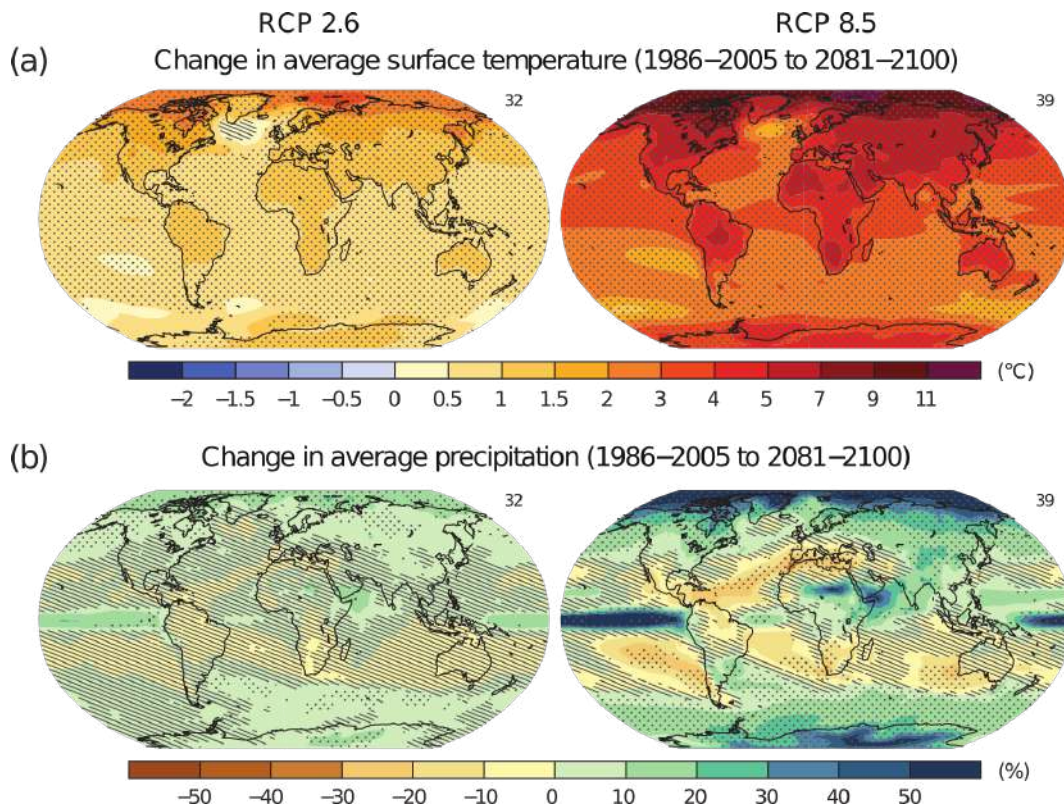 RCP 2.6 RCP 8.5
(a) Change in average surface temperature (1986–2005 to 2081–2100)
32 39
−2 −1.5 −1 −0.5 0 0.5 1 1.5 2 3 4 5 7 9 11 (°C)
(b) Change in average precipitation (1986–2005 to 2081–2100)
32 39
−50 −40 −30 −20 −10 0 10 20 30 40 50 (%)